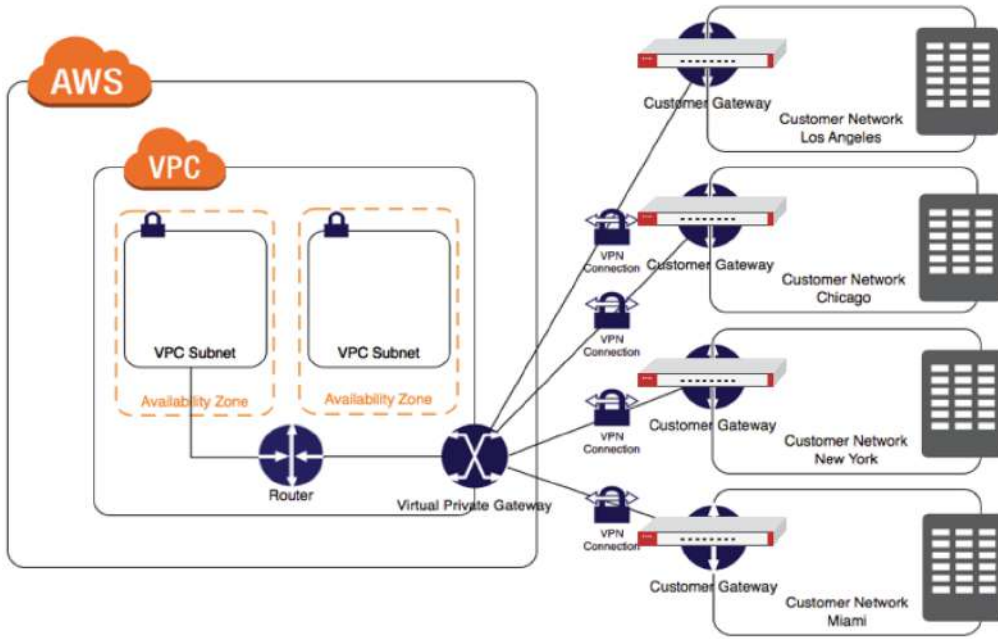 AWS
VPC
VPC Subnet
Availability Zone
VPC Subnet
Availability Zone
Router
Virtual Private Gateway
VPN
Connection
VPN
Connection
VPN
Connection
VPN
Connection
Customer Gateway
Customer Network
Los Angeles
Customer Gateway
Customer Network
Chicago
Customer Gateway
Customer Network
New York
Customer Gateway
Customer Network
Miami